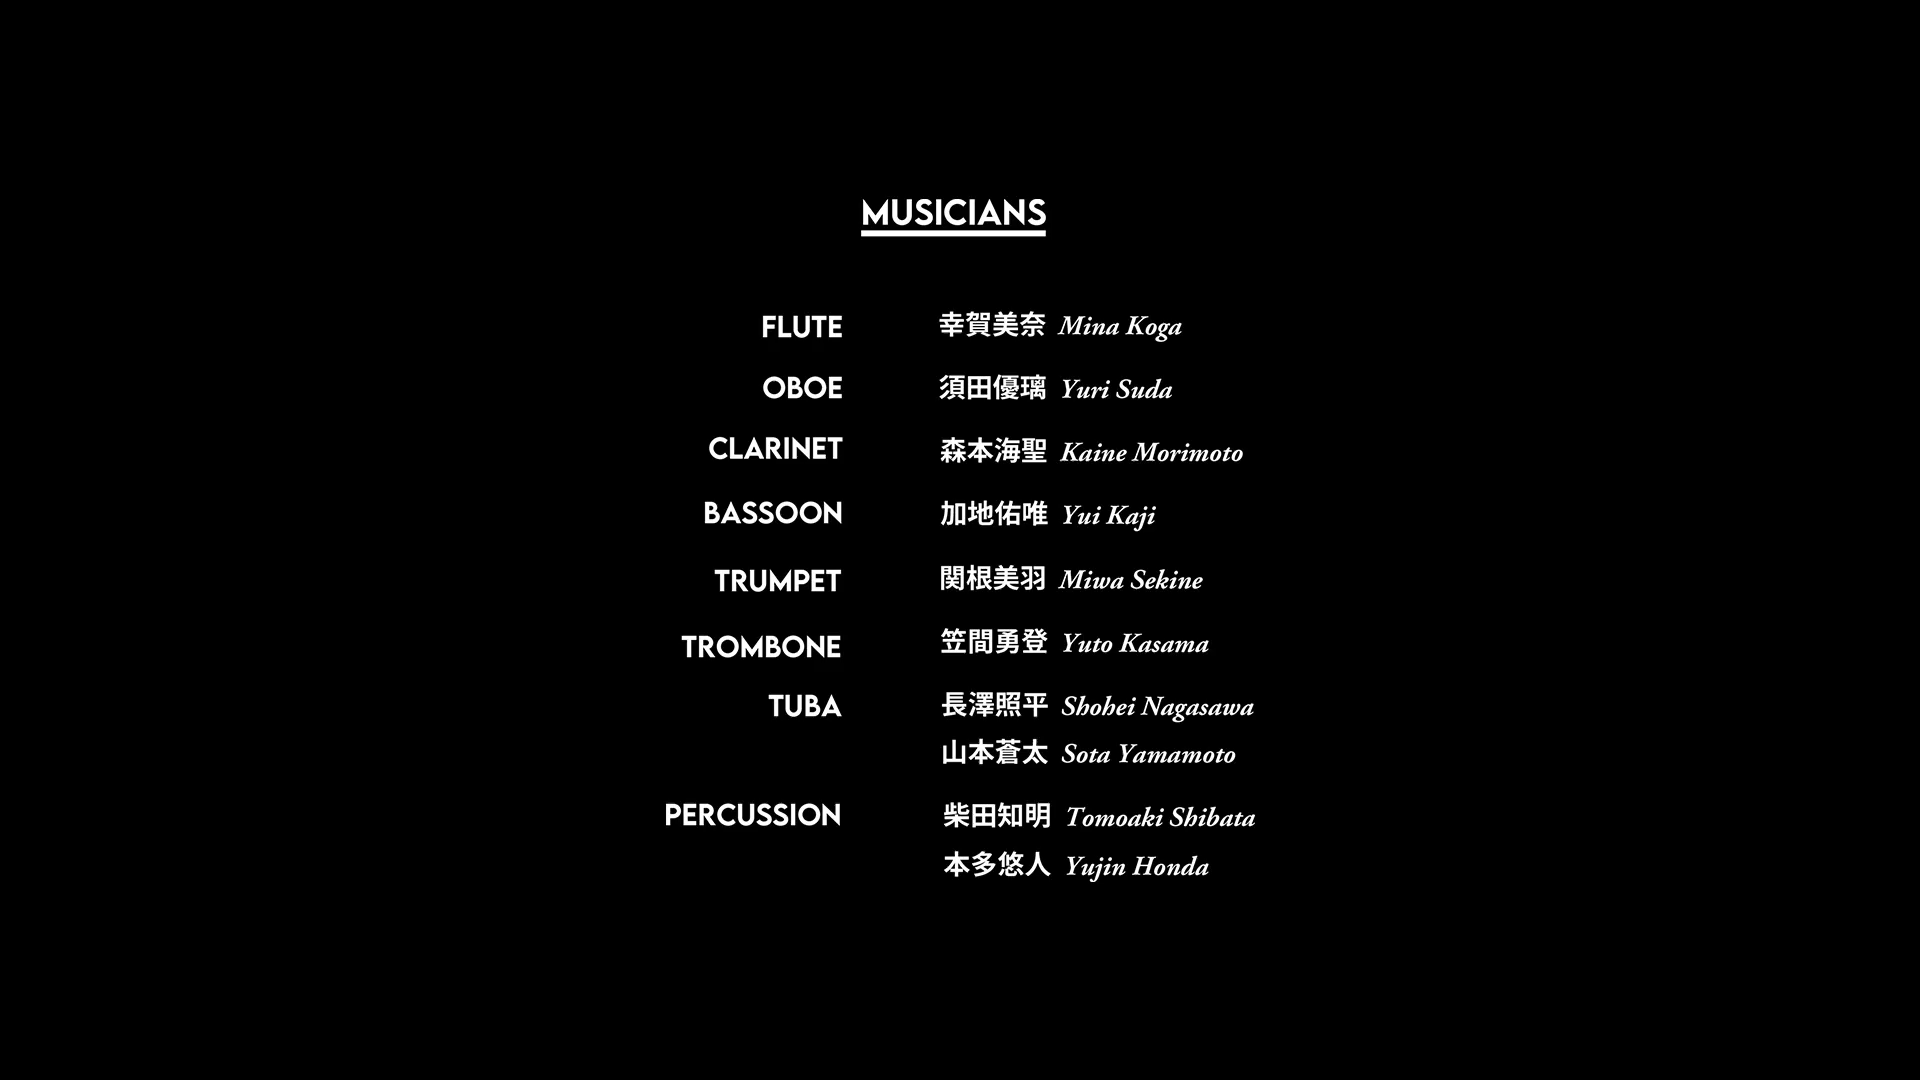 MUSICIANS
FLUTE 幸賀美奈 Mina Koga
OBOE 須田優璃 Yuri Suda
CLARINET 森本海聖 Kaine Morimoto
BASSOON 加地佑唯 Yui Kaji
TRUMPET 関根美羽 Miwa Sekine
TROMBONE 笠間勇登 Yuto Kasama
TUBA 長澤照平 Shohei Nagasawa
山本蒼太 Sota Yamamoto
PERCUSSION 柴田知明 Tomoaki Shibata
本多悠人 Yujin Honda